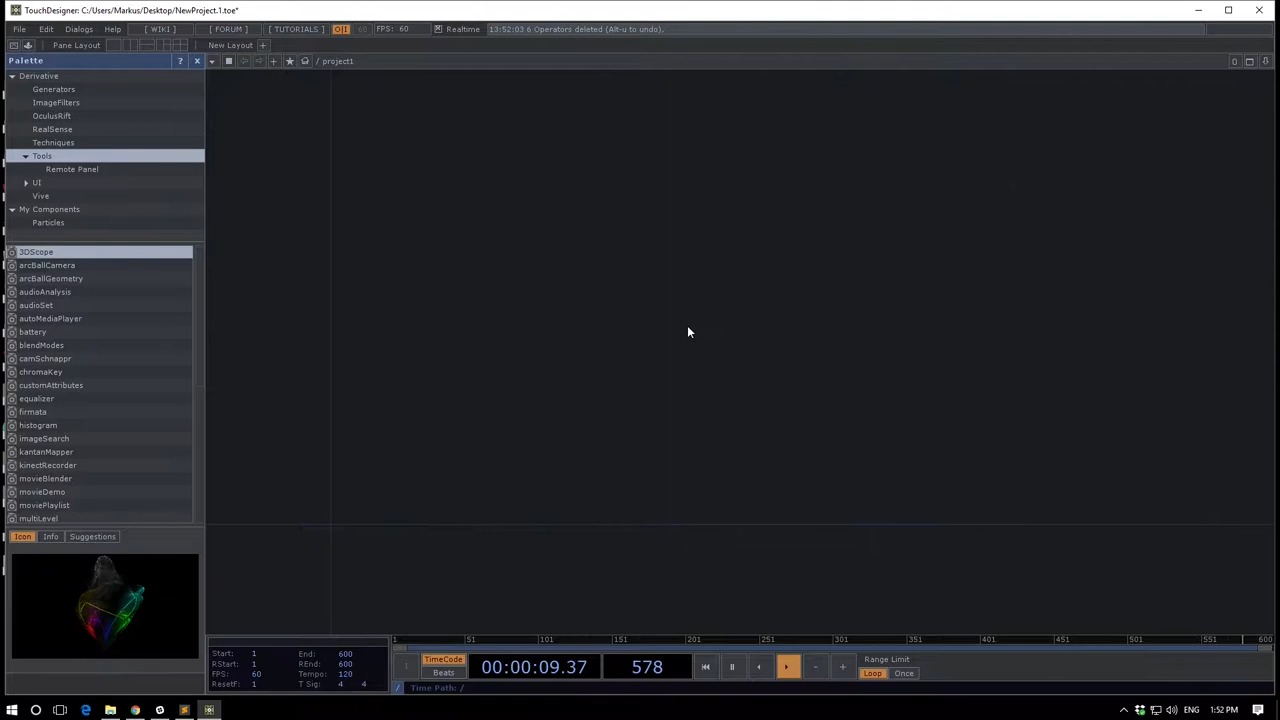 TouchDesigner: C:/Users/Markus/Desktop/NewProject.1.toe*
File Edit Dialogs Help [ WIKI ] [ FORUM ] [ TUTORIALS ] O|I 60 FPS: 60 Realtime 13:52:03 6 Operators deleted (Alt-u to undo).
Pane Layout New Layout +
Palette ? x / project1 0
Derivative
Generators
ImageFilters
OculusRift
RealSense
Techniques
Tools
Remote Panel
UI
Vive
My Components
Particles
3DScope
arcBallCamera
arcBallGeometry
audioAnalysis
audioSet
autoMediaPlayer
battery
blendModes
camSchnappr
chromaKey
customAttributes
equalizer
firmata
histogram
imageSearch
kantanMapper
kinectRecorder
movieBlender
movieDemo
moviePlaylist
multiLevel
Icon Info Suggestions
1 51 101 151 201 251 301 351 401 451 501 551 600
Start: 1 End: 600
RStart: 1 REnd: 600
FPS: 60 Tempo: 120
ResetF: 1 T Sig: 4 4
TimeCode
Beats
00:00:09.37 578
Range Limit
Loop Once
/ Time Path: /
ENG 1:52 PM